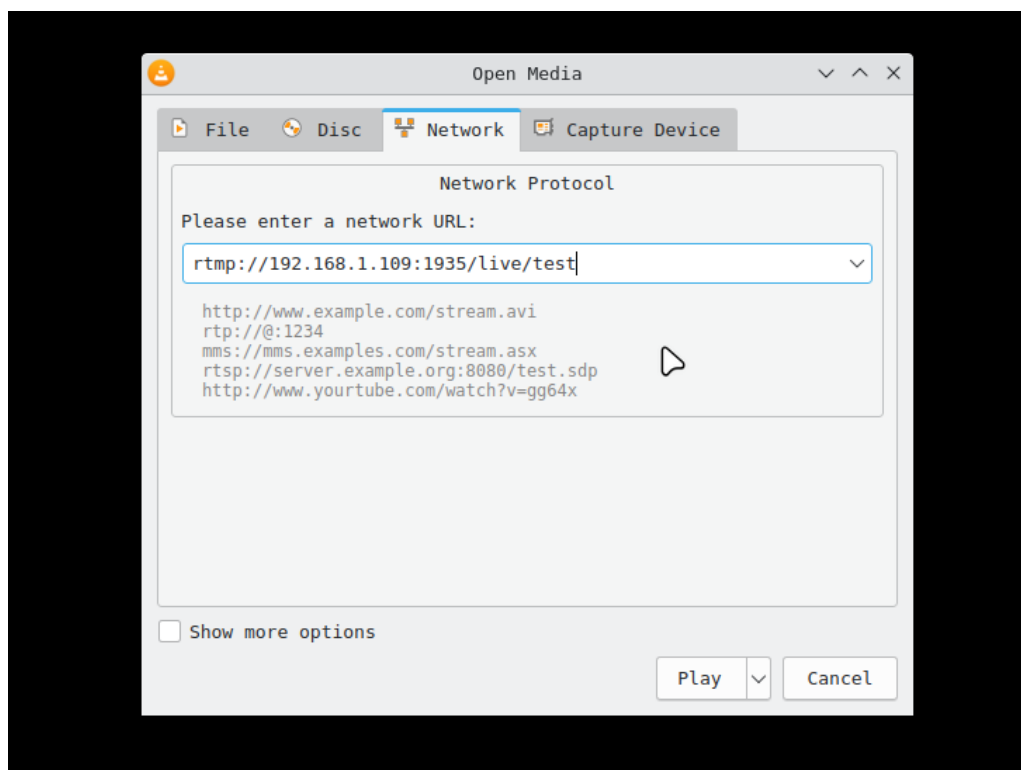 Open Media
File Disc Network Capture Device
Network Protocol
Please enter a network URL:
rtmp://192.168.1.109:1935/live/test
http://www.example.com/stream.avi
rtp://@:1234
mms://mms.examples.com/stream.asx
rtsp://server.example.org:8080/test.sdp
http://www.yourtube.com/watch?v=gg64x
Show more options
Play Cancel